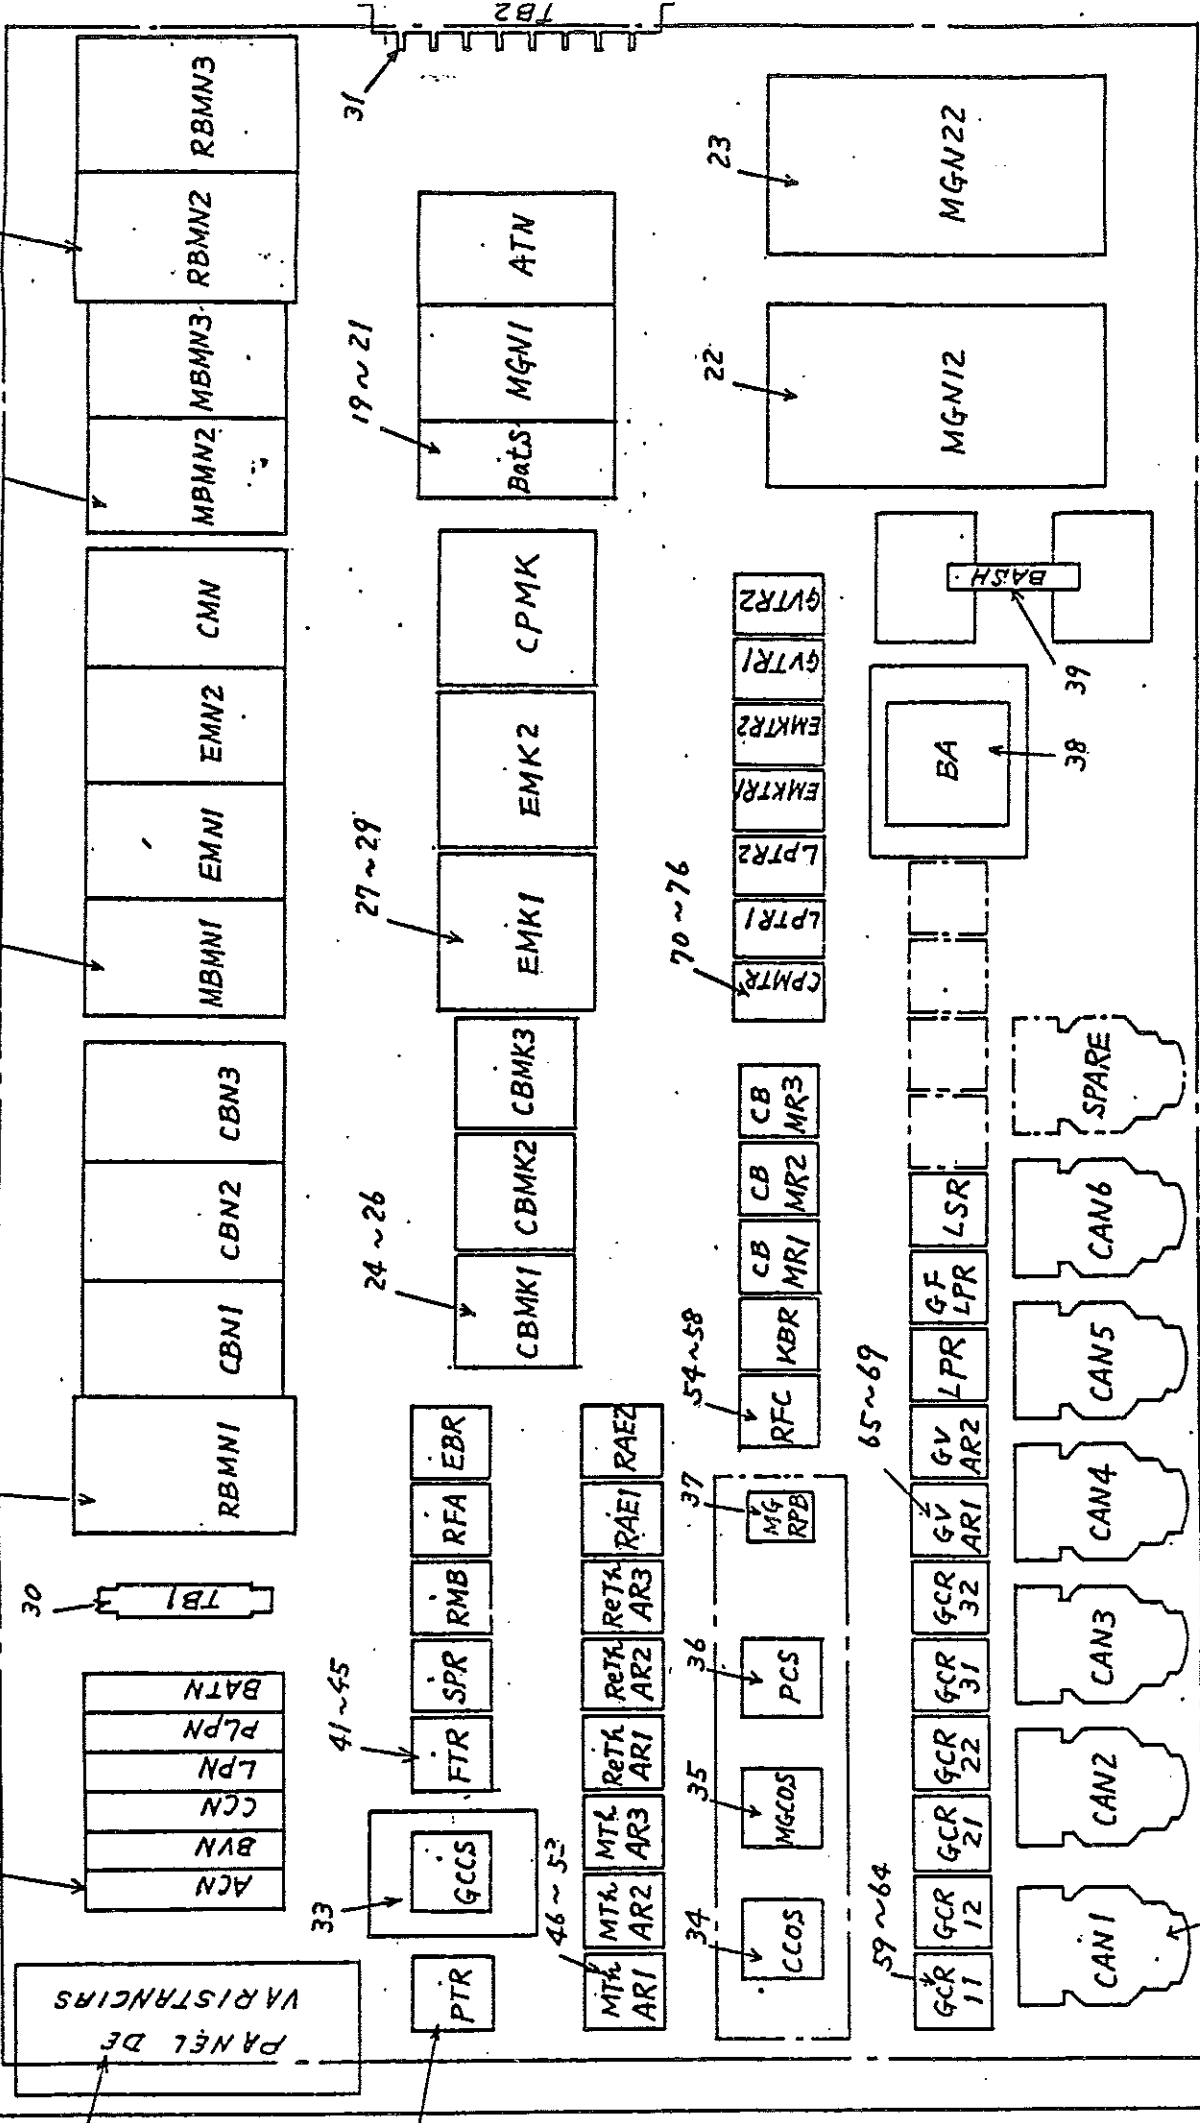 PANEL DE
VARISTANCIAS
ACN
BVN
CCN
LPN
PLPN
BATN
30
TB1
RBMN1
CBN1
CBN2
CBN3
MBMN1
EMN1
EMN2
CMN
MBMN2
MBMN3
RBMN2
RBMN3
TB2
31
PTR
33
GCCS
41~45
FTR
SPR
RMB
RFA
EBR
24~26
CBMK1
CBMK2
CBMK3
27~29
EMK1
EMK2
CPMK
19~21
BatS
MGN1
ATN
46~53
MTh
AR1
MTh
AR2
MTh
AR3
ReTh
AR1
ReTh
AR2
ReTh
AR3
RAE1
RAE2
34
CCOS
35
MGCOS
36
PCS
37
MG
RPB
54~58
RFC
KBR
CB
MR1
CB
MR2
CB
MR3
70~76
CPMTR
LPTR1
LPTR2
EMKTR1
EMKTR2
GVTR1
GVTR2
22
MGN12
23
MGN22
59~64
GCR
11
GCR
12
GCR
21
GCR
22
GCR
31
GCR
32
65~69
GV
AR1
GV
AR2
LPR
GF
LPR
LSR
BA
38
BASH
39
CAN1
CAN2
CAN3
CAN4
CAN5
CAN6
SPARE